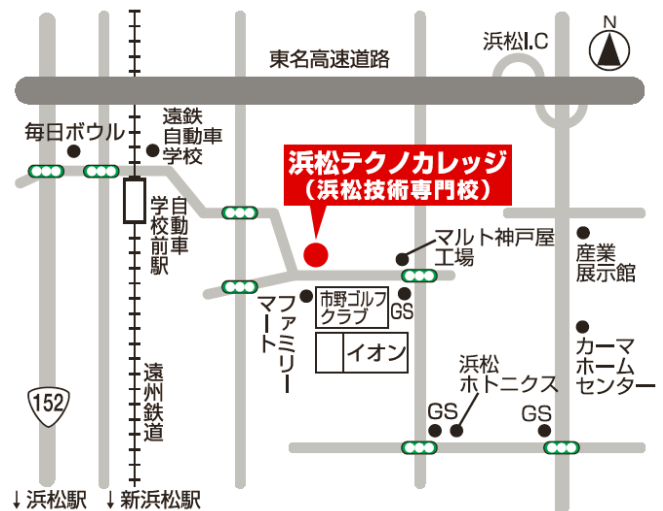 N
浜松I.C
東名高速道路
毎日ボウル
遠鉄
自動車
学校
浜松テクノカレッジ
（浜松技術専門校）
自動車
学校前駅
マルト神戸屋
工場
産業
展示館
ファミリー
マート
市野ゴルフ
クラブ
GS
イオン
カーマ
ホーム
センター
遠州鉄道
152
浜松
ホトニクス
GS
GS
↓浜松駅
↓新浜松駅